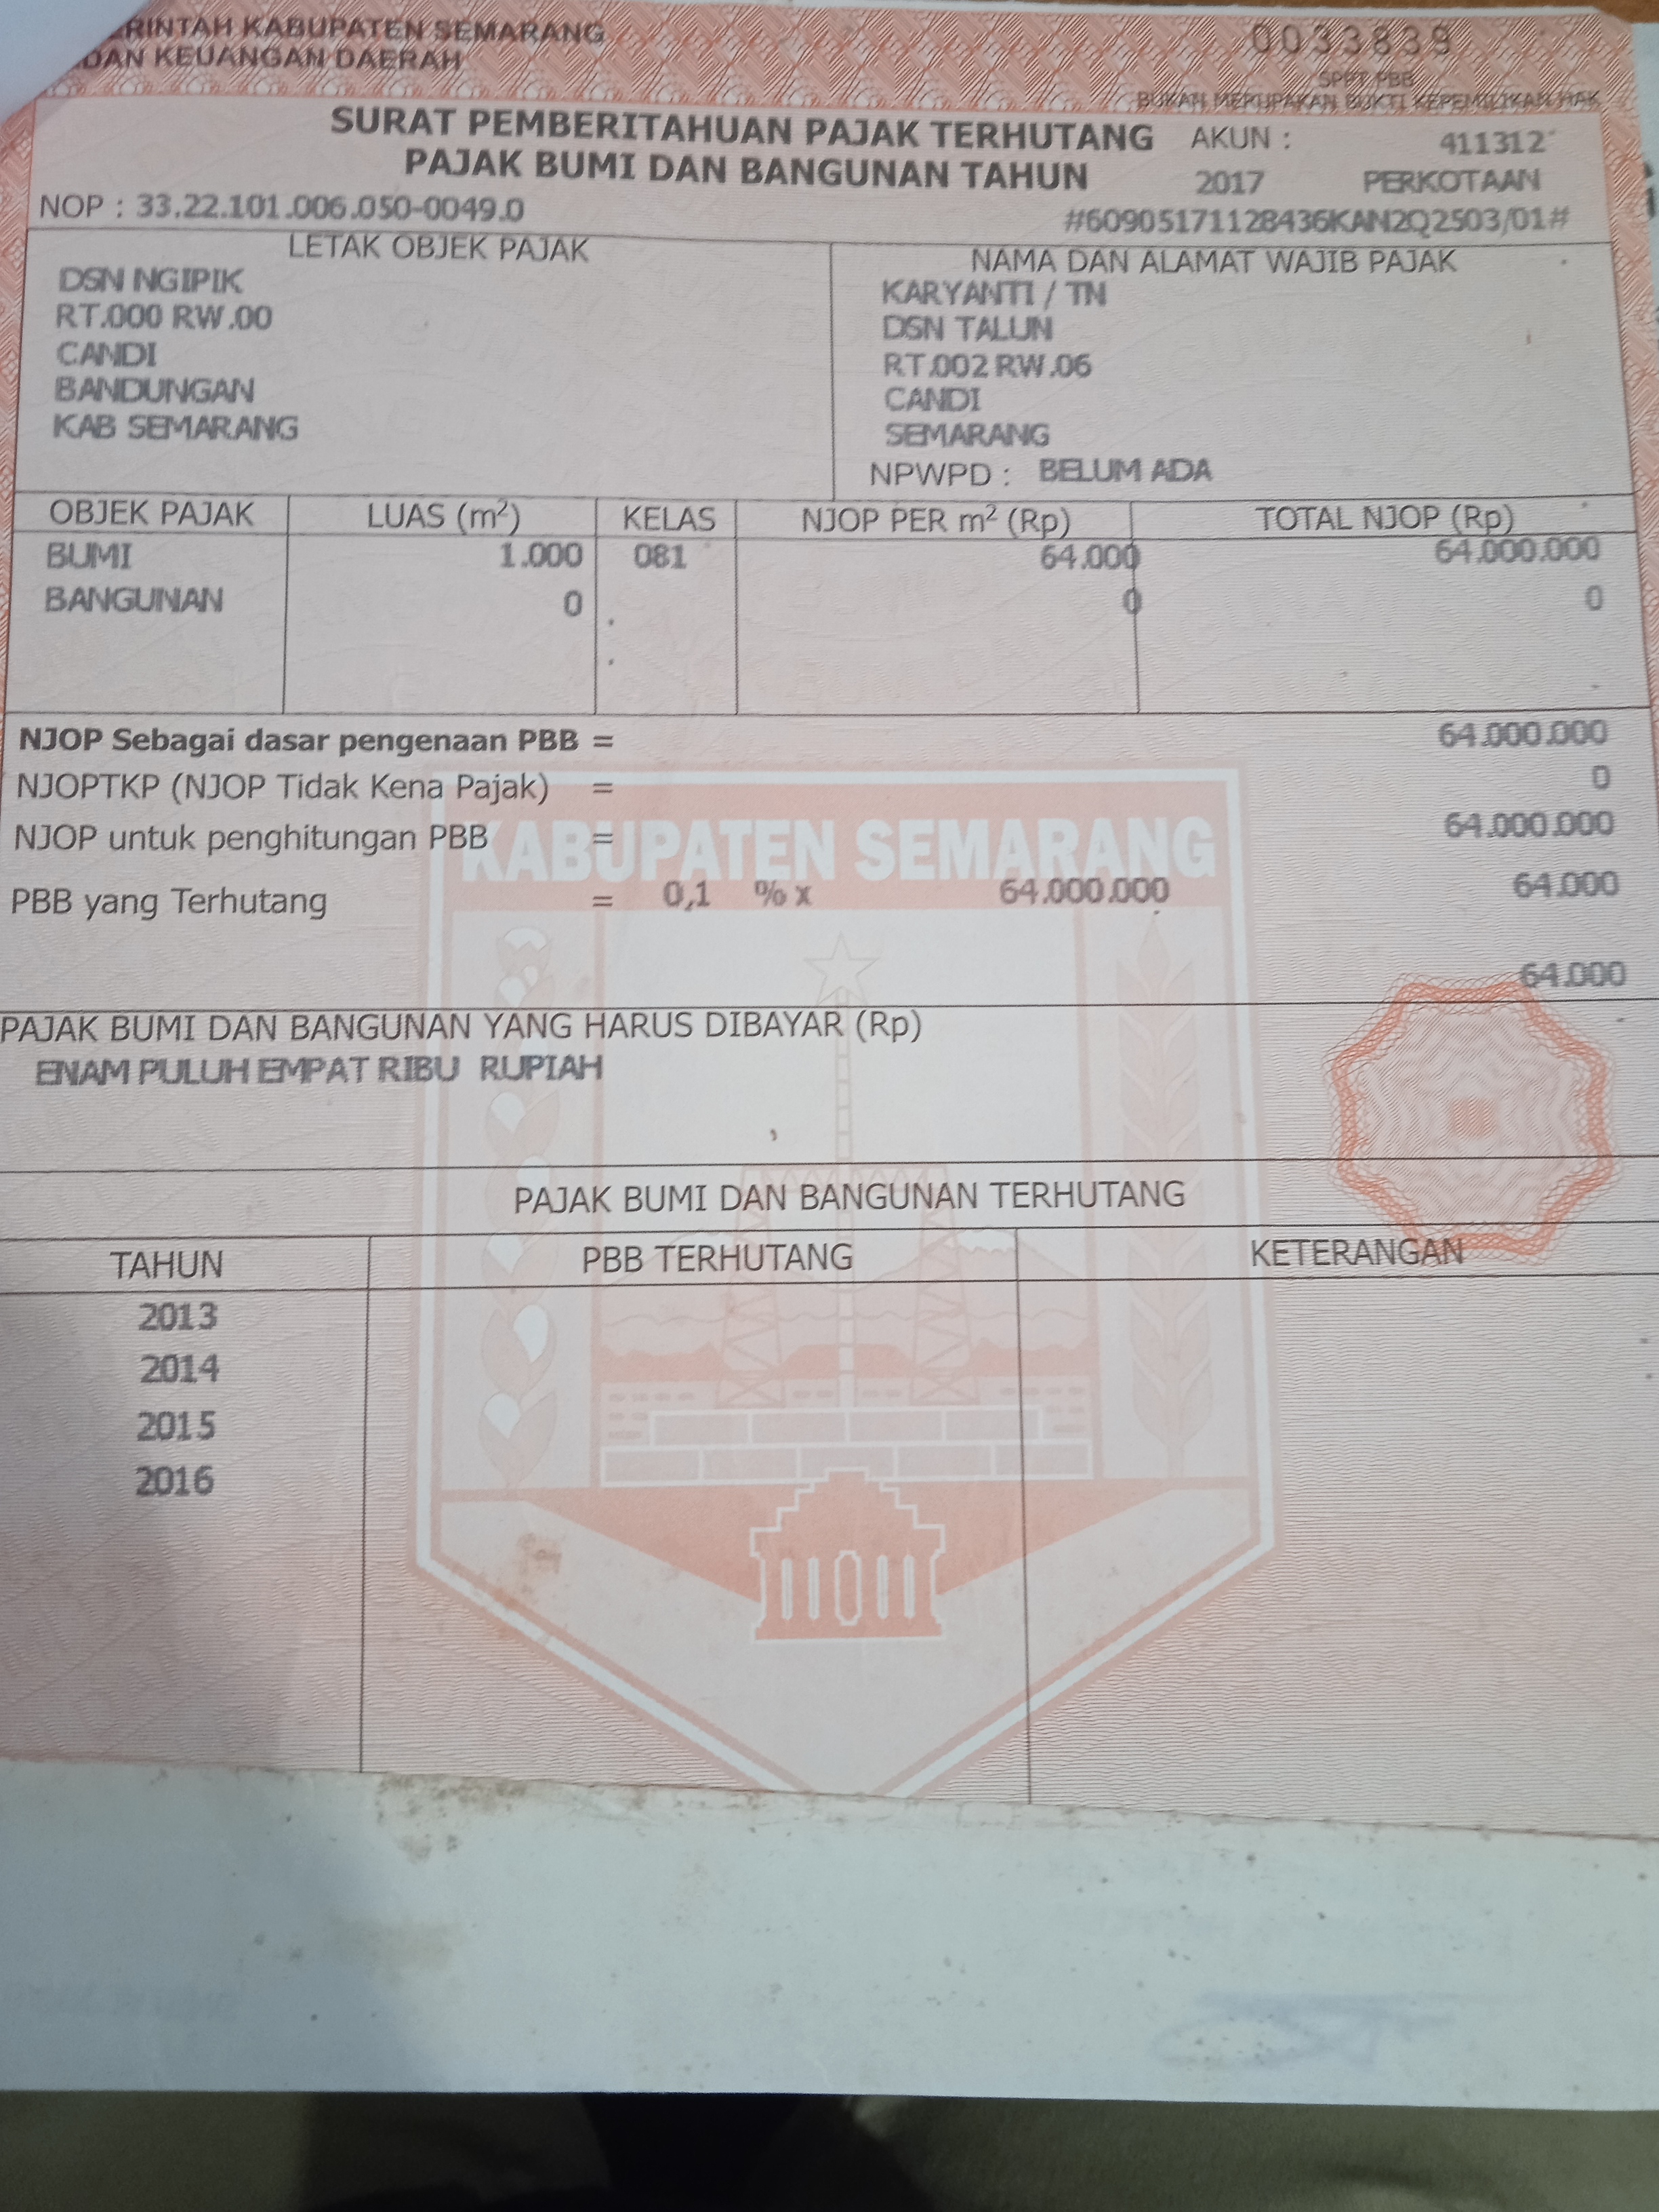 RINTAH KABUPATEN SEMARANG
DAN KEUANGAN DAERAH
0033839
SPPT PBB
BUKAN MERUPAKAN BUKTI KEPEMILIKAN HAK
SURAT PEMBERITAHUAN PAJAK TERHUTANG AKUN : 411312
PAJAK BUMI DAN BANGUNAN TAHUN 2017 PERKOTAAN
NOP : 33.22.101.006.050-0049.0 #60905171128436KAN2Q2503/01#
LETAK OBJEK PAJAK
DSN NGIPIK
RT.000 RW.00
CANDI
BANDUNGAN
KAB SEMARANG
NAMA DAN ALAMAT WAJIB PAJAK
KARYANTI / TN
DSN TALUN
RT.002 RW.06
CANDI
SEMARANG
NPWPD : BELUM ADA
OBJEK PAJAK LUAS (m²) KELAS NJOP PER m² (Rp) TOTAL NJOP (Rp)
BUMI 1.000 081 64.000 64.000.000
BANGUNAN 0 0 0
NJOP Sebagai dasar pengenaan PBB = 64.000.000
NJOPTKP (NJOP Tidak Kena Pajak) = 0
NJOP untuk penghitungan PBB = 64.000.000
KABUPATEN SEMARANG
PBB yang Terhutang = 0,1 % x 64.000.000 64.000
64.000
PAJAK BUMI DAN BANGUNAN YANG HARUS DIBAYAR (Rp)
ENAM PULUH EMPAT RIBU RUPIAH
PAJAK BUMI DAN BANGUNAN TERHUTANG
TAHUN PBB TERHUTANG KETERANGAN
2013
2014
2015
2016